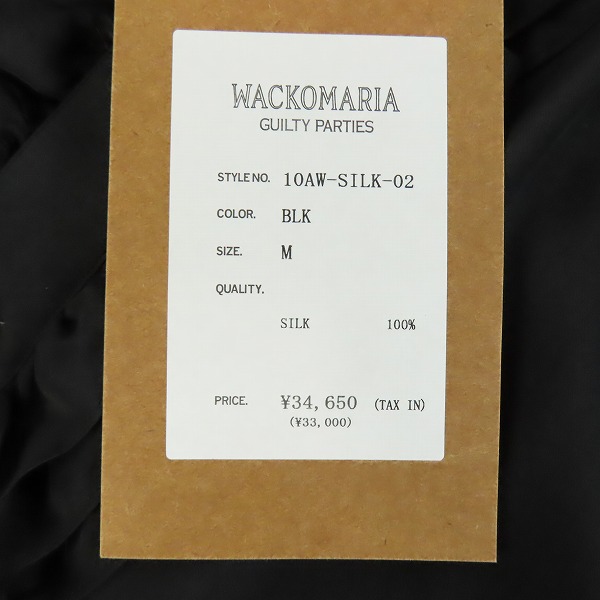 WACKOMARIA
GUILTY PARTIES
STYLE NO. 10AW-SILK-02
COLOR. BLK
SIZE. M
QUALITY.
SILK 100%
PRICE. ¥34,650 (TAX IN)
(¥33,000)